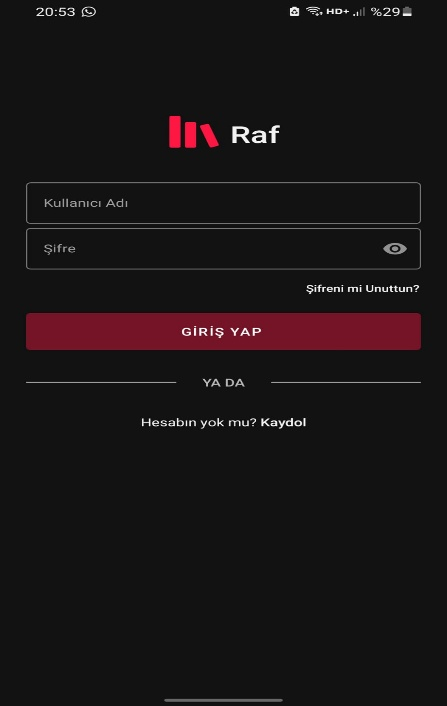 20:53 HD+ %29
Raf
Kullanıcı Adı
Şifre
Şifreni mi Unuttun?
GİRİŞ YAP
YA DA
Hesabın yok mu? Kaydol